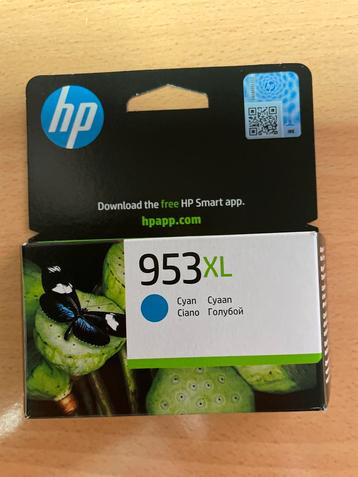 hp
Download the free HP Smart app.
hpapp.com
953XL
Cyan Cyaan
Ciano Голубой